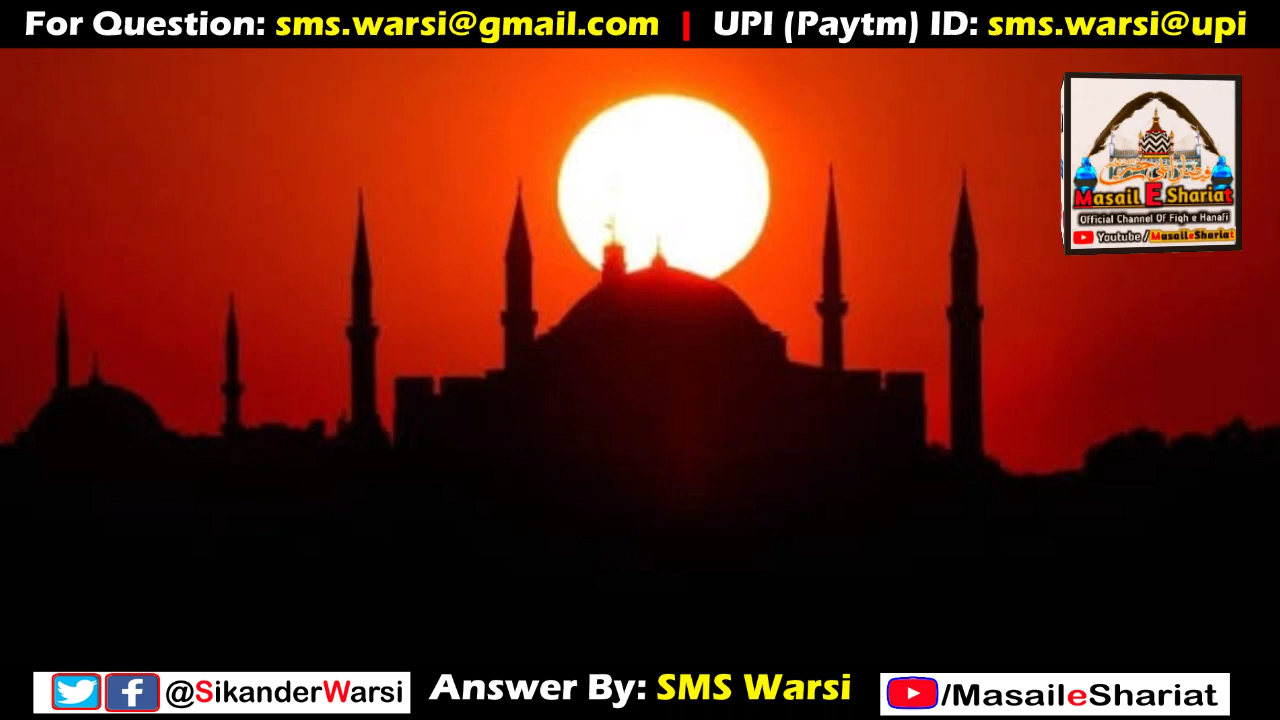 For Question: sms.warsi@gmail.com | UPI (Paytm) ID: sms.warsi@upi
Masail E Shariat
Official Channel Of Fiqh e Hanafi
Youtube /MasaileShariat
@SikanderWarsi
Answer By: SMS Warsi
/MasaileShariat